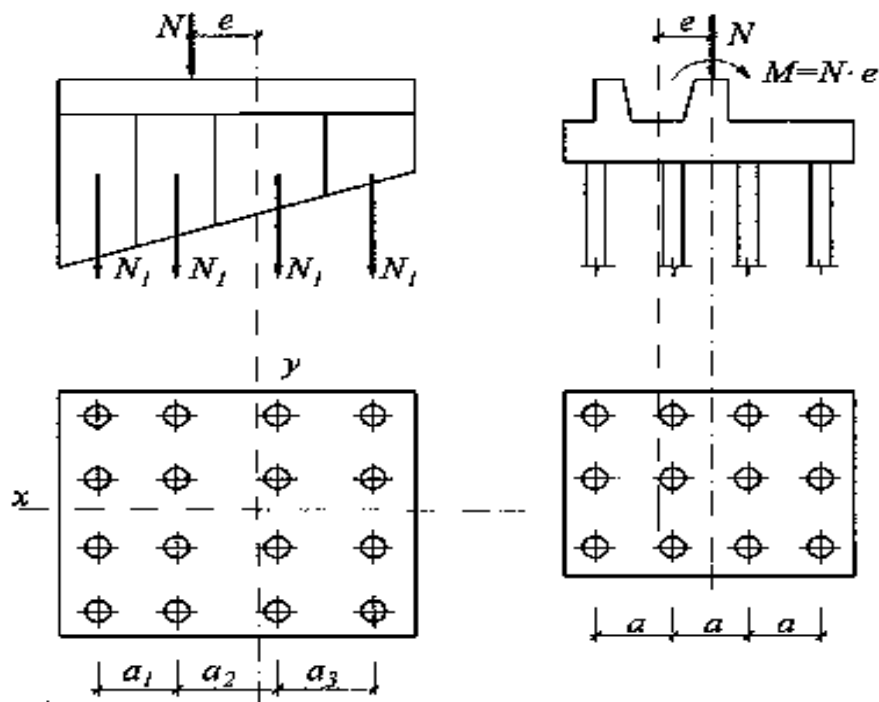 N e
e N
M=N· e
N₁ N₁ N₁ N₁
y
x
a a a
a₁ a₂ a₃